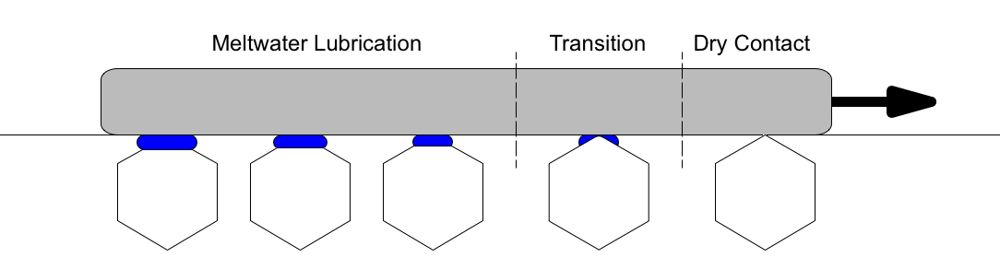 Meltwater Lubrication
Transition
Dry Contact